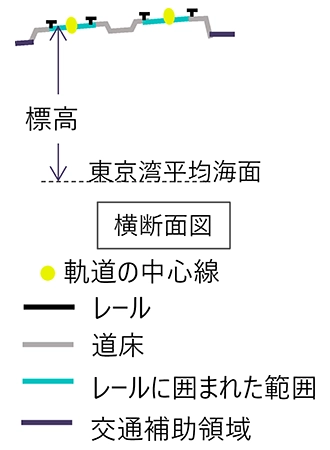 標高
東京湾平均海面
横断面図
軌道の中心線
レール
道床
レールに囲まれた範囲
交通補助領域